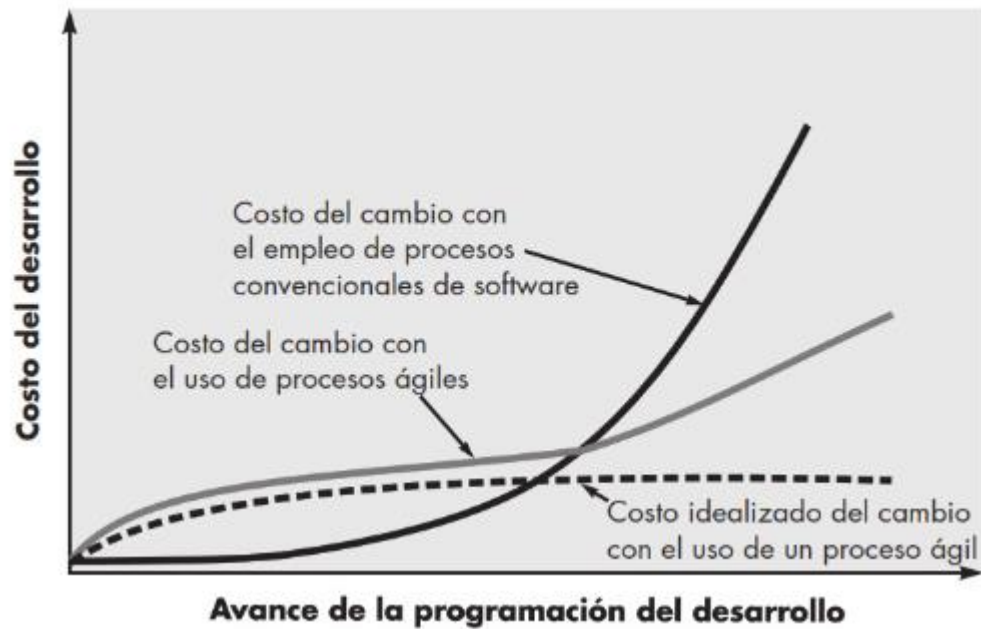 Costo del desarrollo
Costo del cambio con
el empleo de procesos
convencionales de software
Costo del cambio con
el uso de procesos ágiles
Costo idealizado del cambio
con el uso de un proceso ágil
Avance de la programación del desarrollo